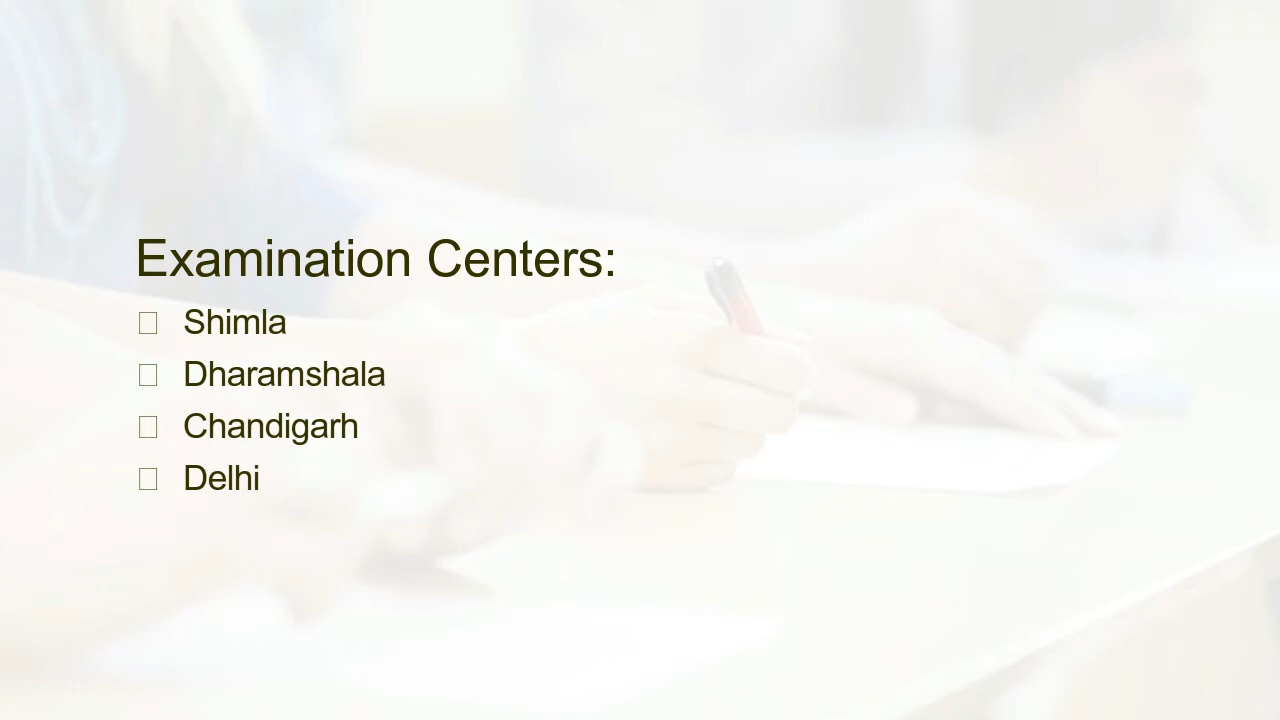 Examination Centers:
Shimla
Dharamshala
Chandigarh
Delhi